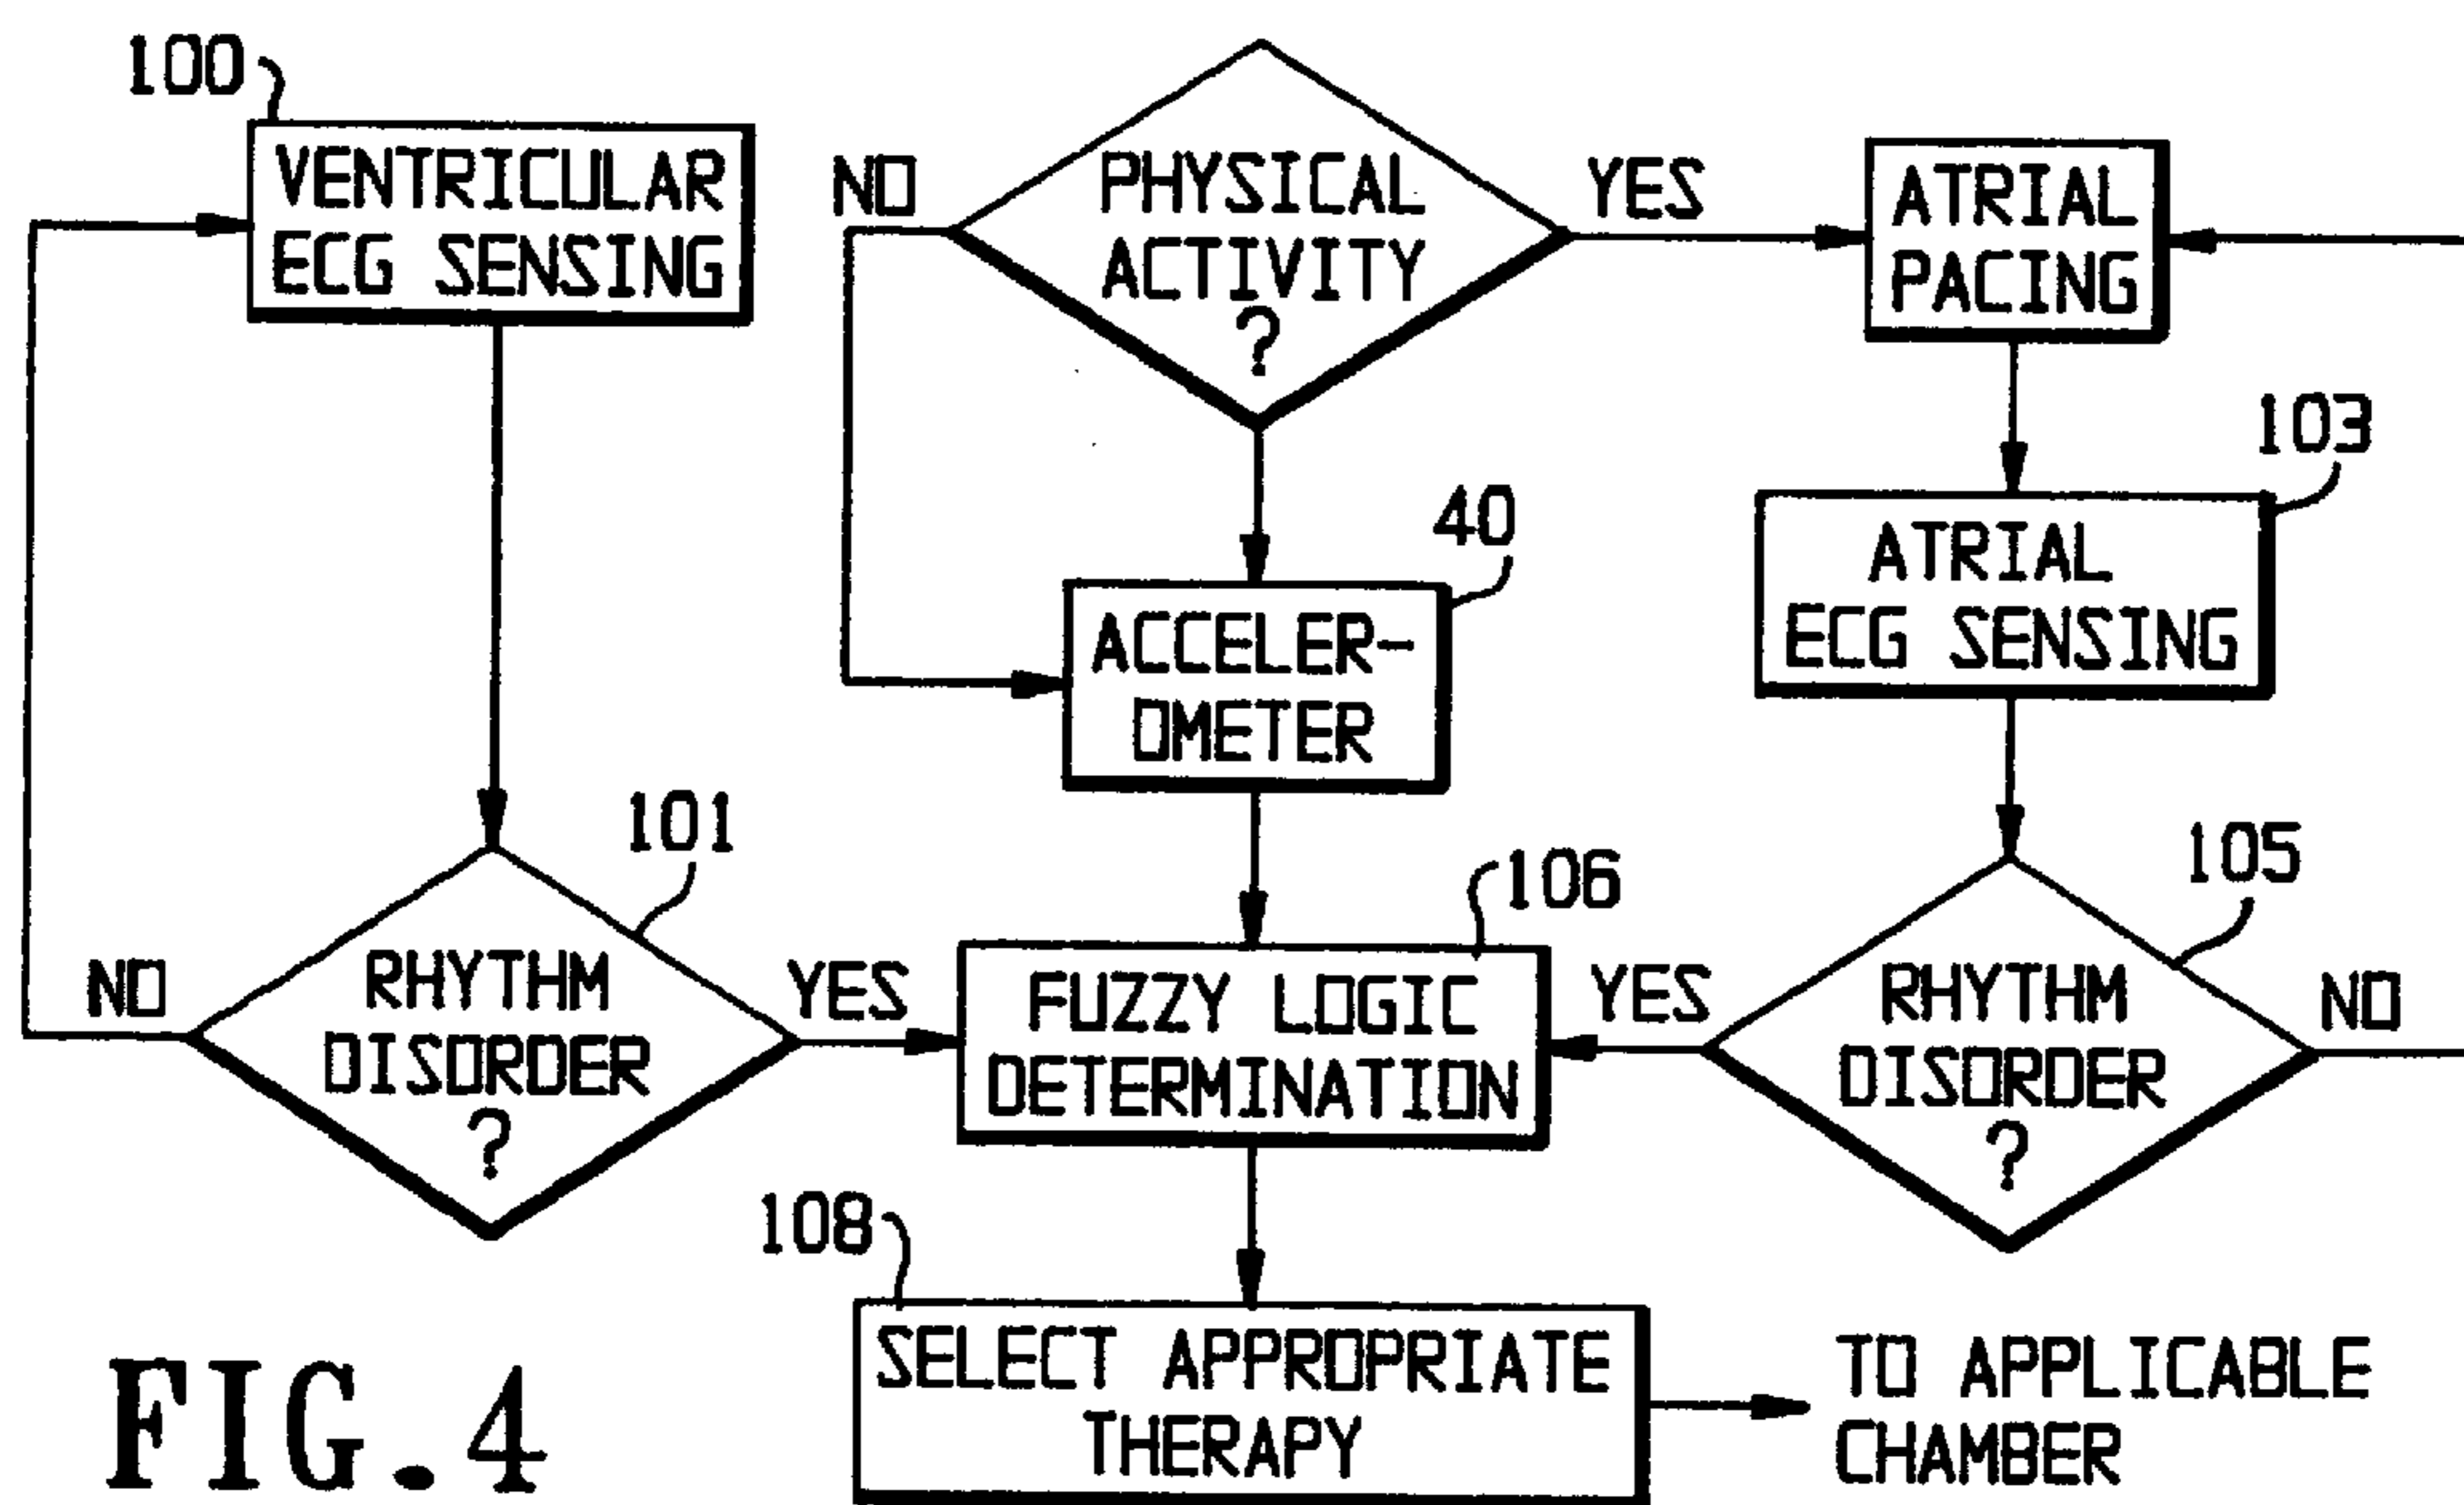 100
VENTRICULAR
ECG SENSING
NO
PHYSICAL
ACTIVITY
?
YES
ATRIAL
PACING
103
ATRIAL
ECG SENSING
40
ACCELER-
OMETER
101
RHYTHM
DISORDER
?
NO
YES
106
FUZZY LOGIC
DETERMINATION
YES
105
RHYTHM
DISORDER
?
NO
108
SELECT APPROPRIATE
THERAPY
TO APPLICABLE
CHAMBER
FIG.4